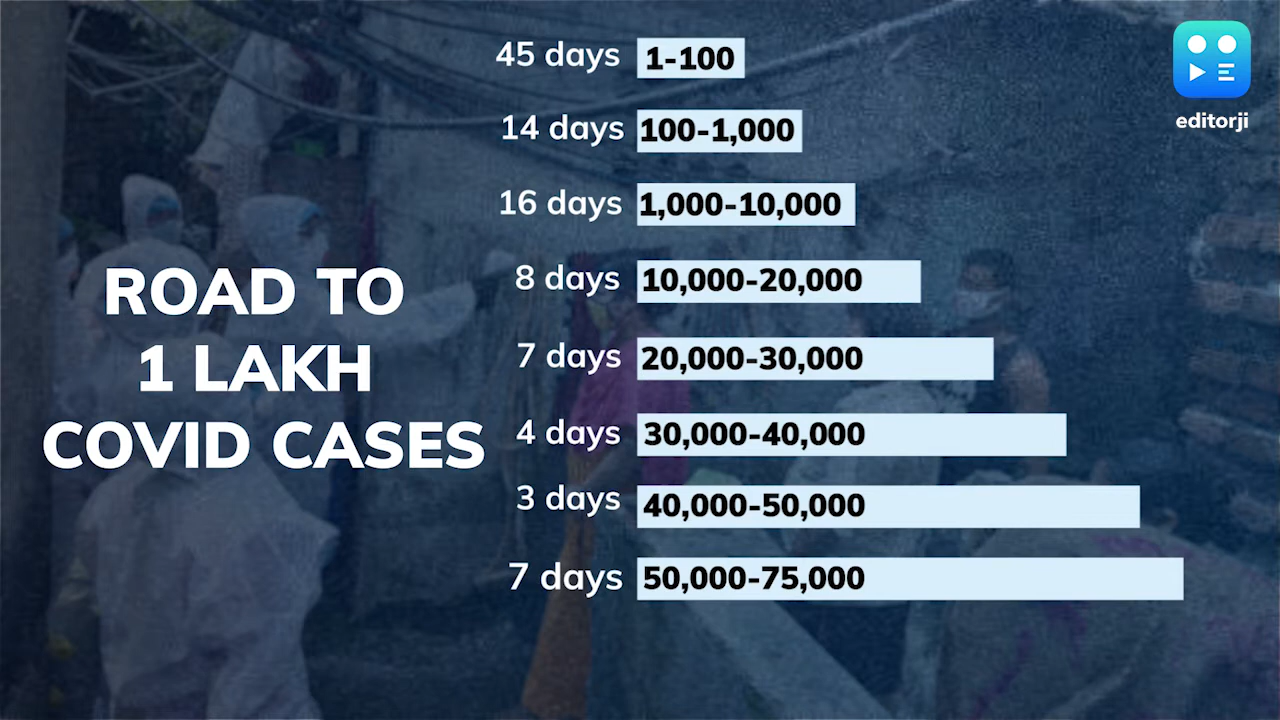 45 days 1-100
14 days 100-1,000
16 days 1,000-10,000
8 days 10,000-20,000
7 days 20,000-30,000
4 days 30,000-40,000
3 days 40,000-50,000
7 days 50,000-75,000
ROAD TO
1 LAKH
COVID CASES
editorji